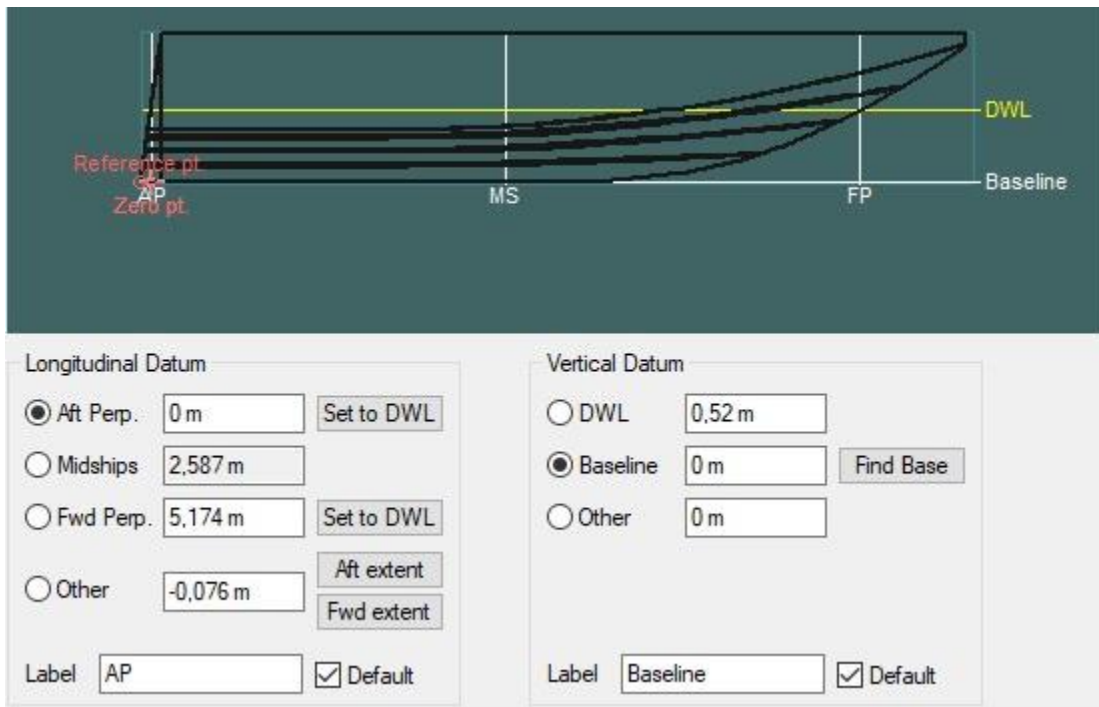 DWL
Reference pt.
Baseline
AP
MS
FP
Zero pt.
Longitudinal Datum
Aft Perp. 0 m Set to DWL
Midships 2,587 m
Fwd Perp. 5,174 m Set to DWL
Other -0,076 m Aft extent
Fwd extent
Label AP Default
Vertical Datum
DWL 0,52 m
Baseline 0 m Find Base
Other 0 m
Label Baseline Default